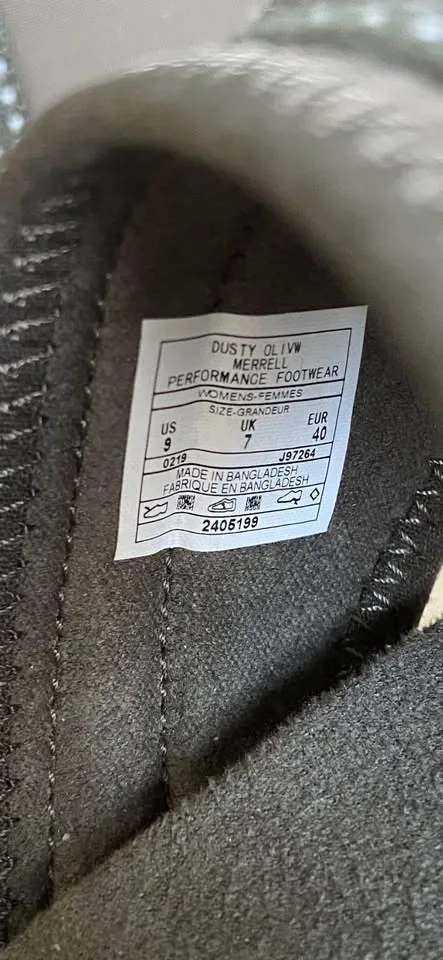 DUSTY OLIVW
MERRELL
PERFORMANCE FOOTWEAR
WOMENS-FEMMES
SIZE-GRANDEUR
US UK EUR
9 7 40
0219 J97264
MADE IN BANGLADESH
FABRIQUE EN BANGLADESH
2405199